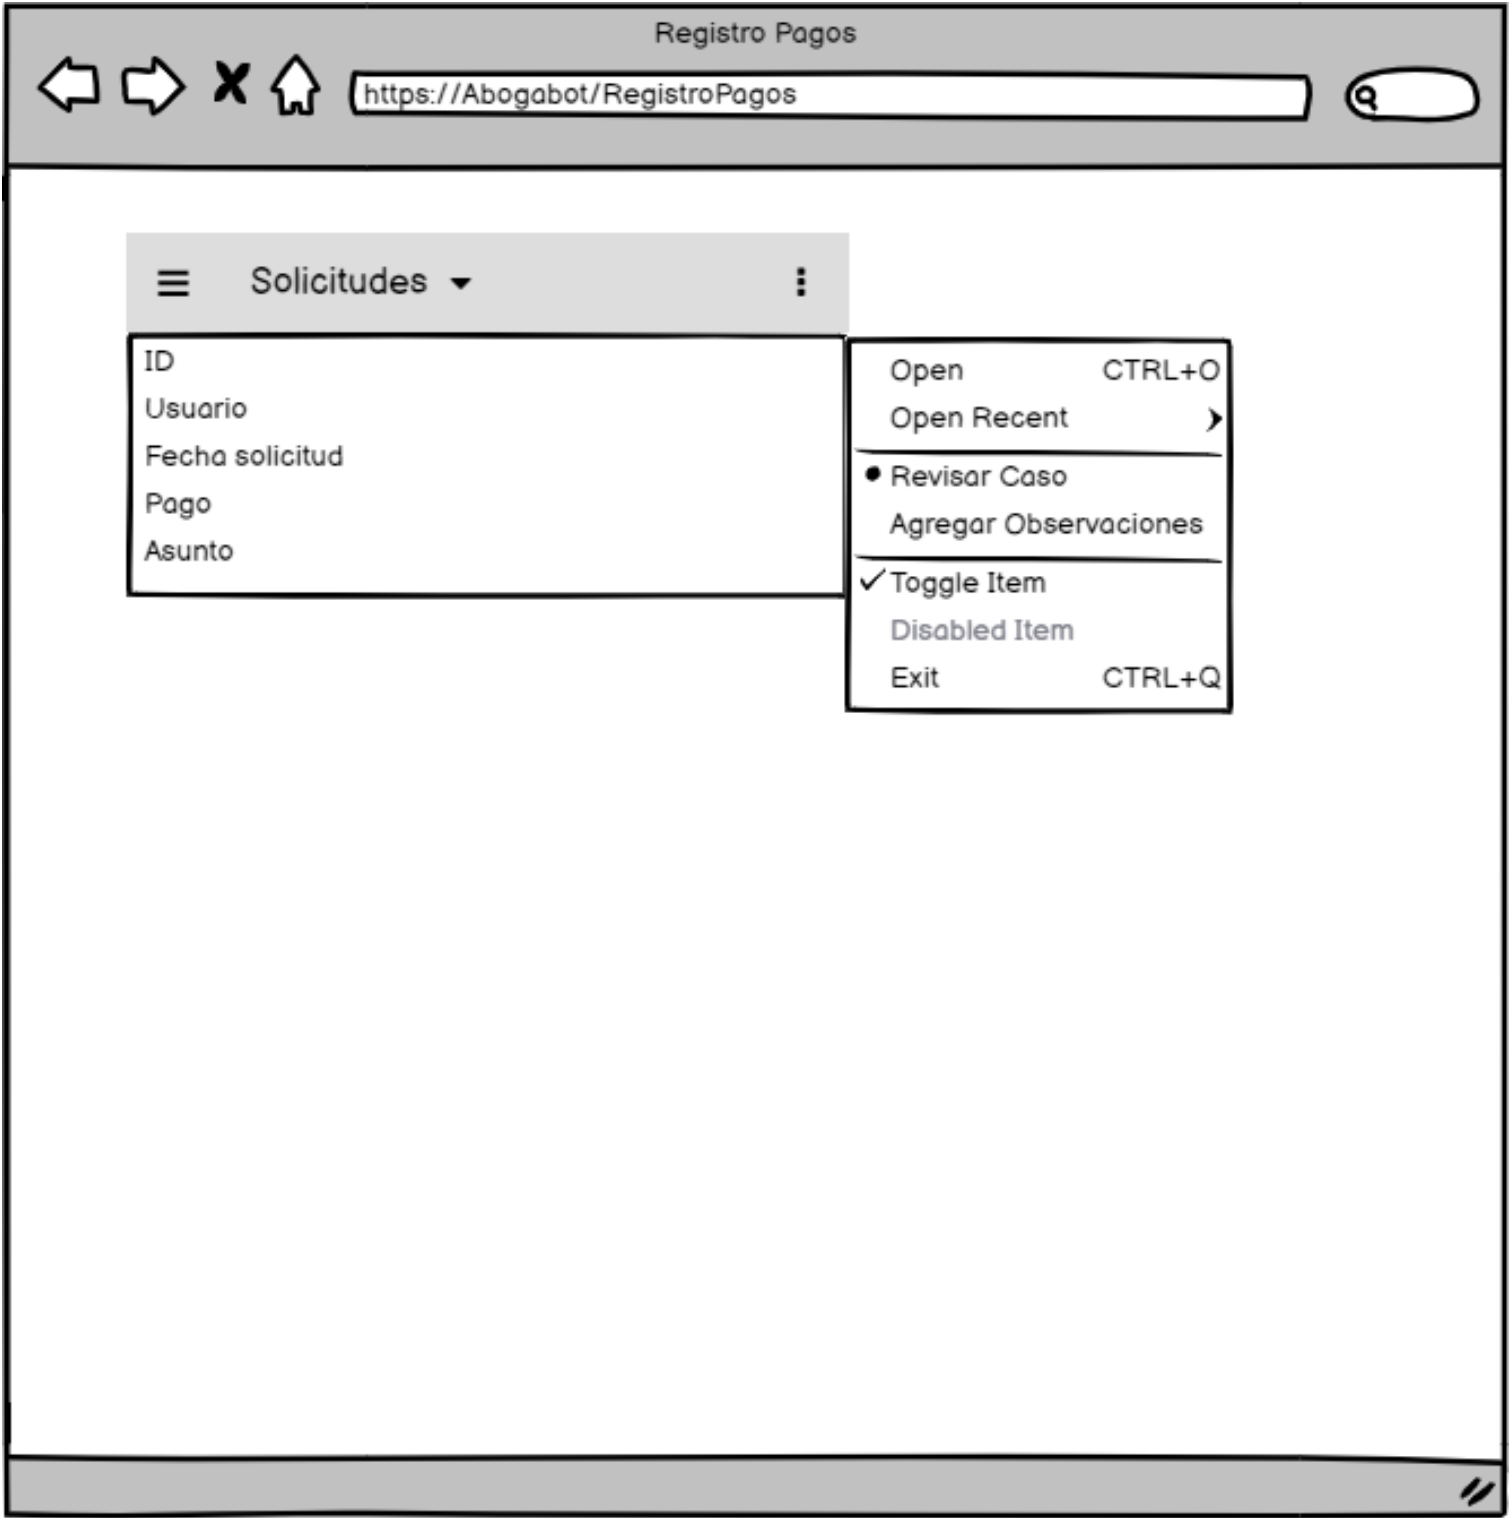 Registro Pagos
https://Abogabot/RegistroPagos
Solicitudes
ID
Usuario
Fecha solicitud
Pago
Asunto
Open CTRL+O
Open Recent
Revisar Caso
Agregar Observaciones
Toggle Item
Disabled Item
Exit CTRL+Q